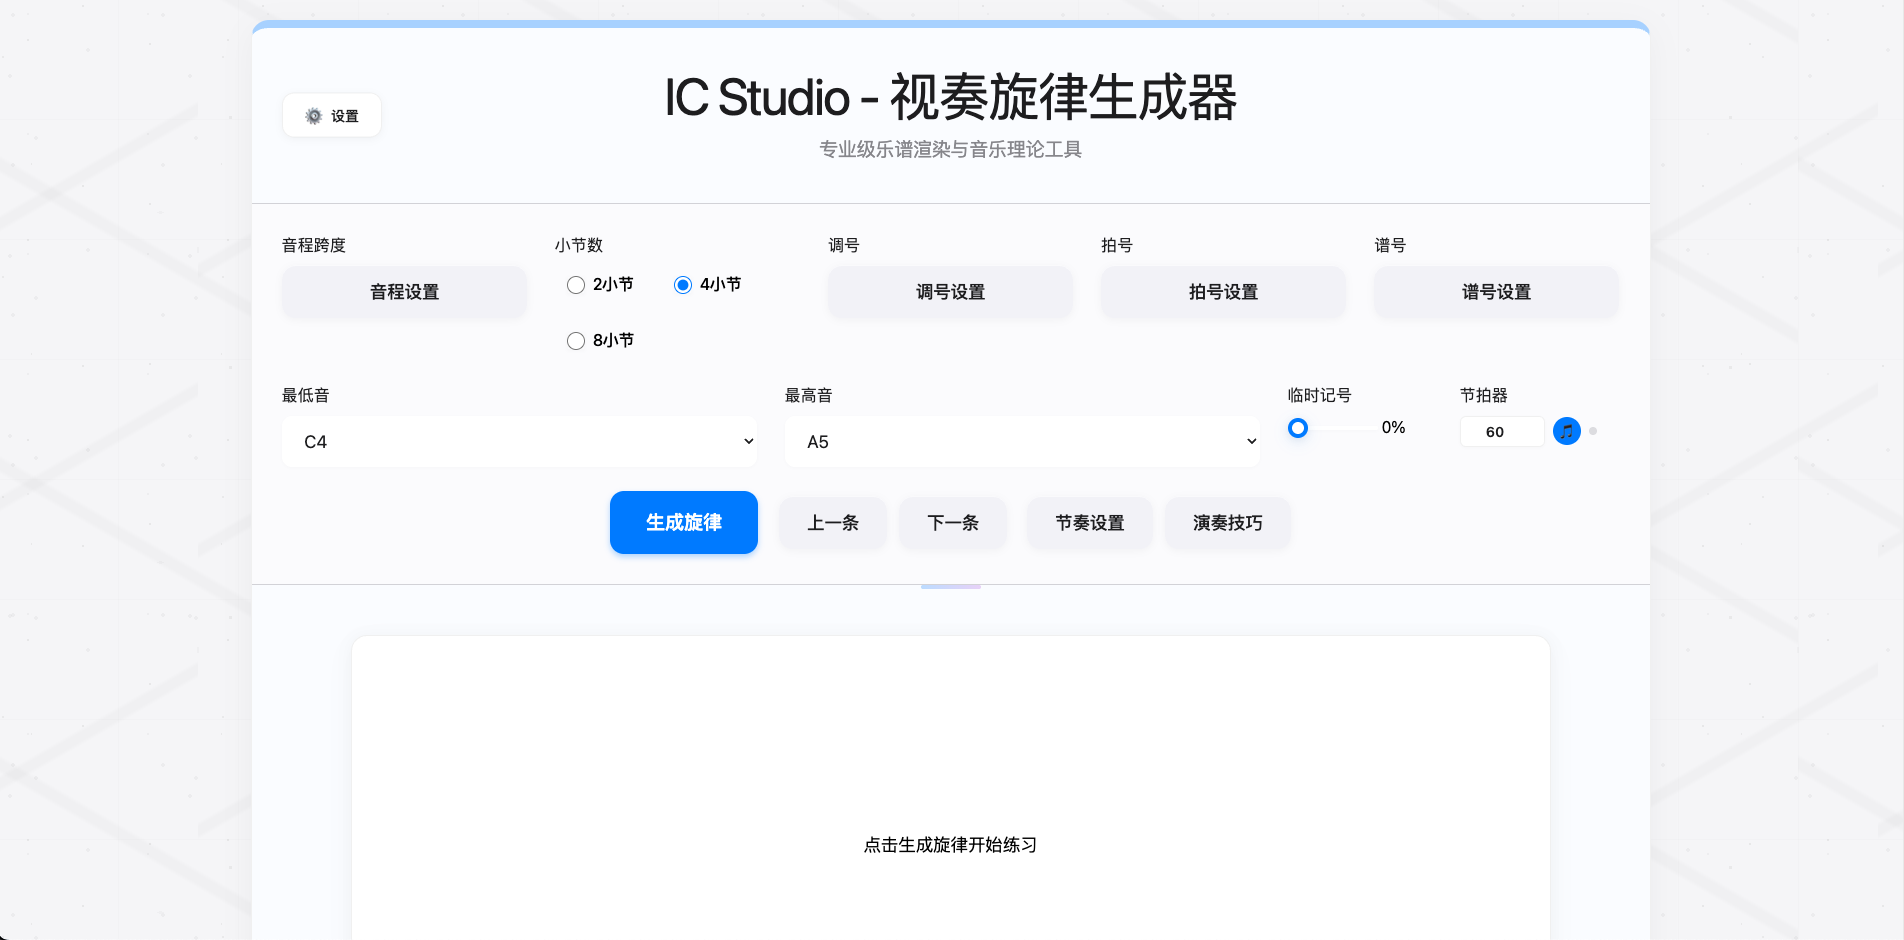 设置
IC Studio - 视奏旋律生成器
专业级乐谱渲染与音乐理论工具
音程跨度
音程设置
小节数
2小节
4小节
8小节
调号
调号设置
拍号
拍号设置
谱号
谱号设置
最低音
C4
最高音
A5
临时记号
0%
节拍器
60
生成旋律
上一条
下一条
节奏设置
演奏技巧
点击生成旋律开始练习